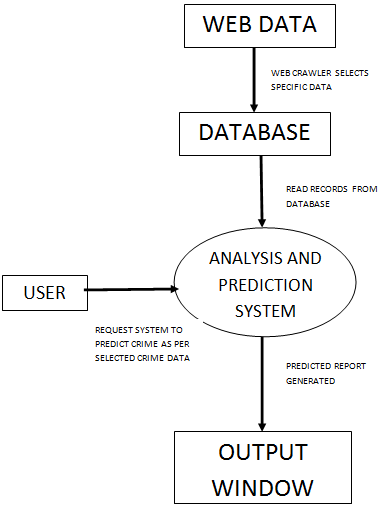 WEB DATA
WEB CRAWLER SELECTS
SPECIFIC DATA
DATABASE
READ RECORDS FROM
DATABASE
ANALYSIS AND
PREDICTION
SYSTEM
USER
REQUEST SYSTEM TO
PREDICT CRIME AS PER
SELECTED CRIME DATA
PREDICTED REPORT
GENERATED
OUTPUT
WINDOW